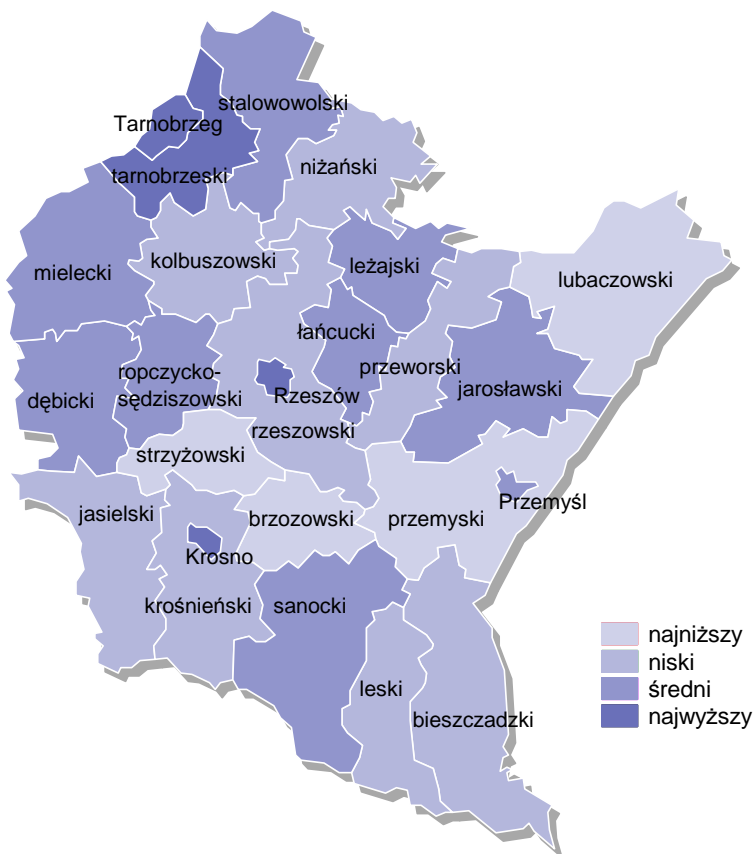 stalowowolski
Tarnobrzeg
tarnobrzeski
niżański
kolbuszowski
leżajski
mielecki
lubaczowski
łańcucki
przeworski
ropczycko-
sędziszowski
Rzeszów
jarosławski
dębicki
rzeszowski
strzyżowski
Przemyśl
jasielski
brzozowski
przemyski
Krosno
krośnieński
sanocki
leski
bieszczadzki
najniższy
niski
średni
najwyższy